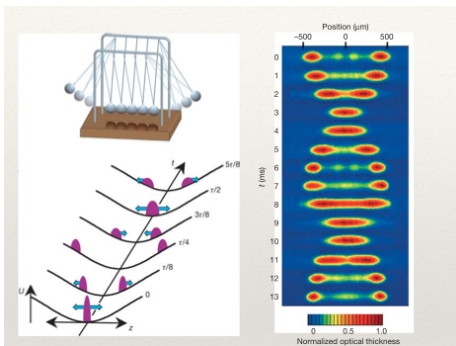 Position (μm)
−500 0 500
0
1
2
3
4
5
6
7
8
9
10
11
12
13
t (ms)
0 0.5 1.0
Normalized optical thickness
t
5τ/8
τ/2
3τ/8
τ/4
τ/8
0
U
z